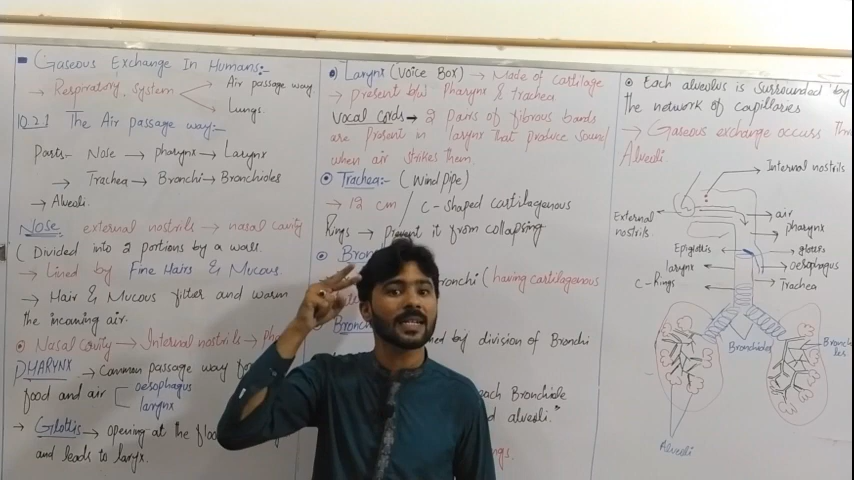 Gaseous Exchange In Humans:-
→ Respiratory system
Air passage way
Lungs.
10.2.1 The Air passage way:-
Parts- Nose → pharynx → Larynx
→ Trachea → Bronchi → Bronchioles
→ Alveoli.
Nose external nostrils → nasal cavity
( Divided into 2 portions by a wall.
→ Lined by Fine Hairs & Mucous.
→ Hair & Mucous filter and warm
the incoming air.
Nasal Cavity → Internal nostrils →
PHARYNX → Common passage way
food and air
oesophagus
larynx
→ Glottis → opening at the
and leads to larynx.
Larynx (Voice Box) → Made of cartilage
→ present b/w pharynx & trachea
Vocal cords → 2 pairs of fibrous bands
are present in larynx that produce sound
when air strikes them.
Trachea:- (Wind pipe)
→ 12 cm C-shaped cartilagenous
Rings → prevent it from collapsing
Bron
ronchi (having cartilagenous
Bronc
by division of Bronchi
each Bronchiole
alveoli."
Each alveolus is surrounded by
the network of capillaries
→ Gaseous exchange occurs
Alveoli
Internal nostrils
External
nostrils.
air
pharynx
Epiglottis
glottis
larynx
oesophagus
C-Rings
Trachea
Bronchioles
Alveoli